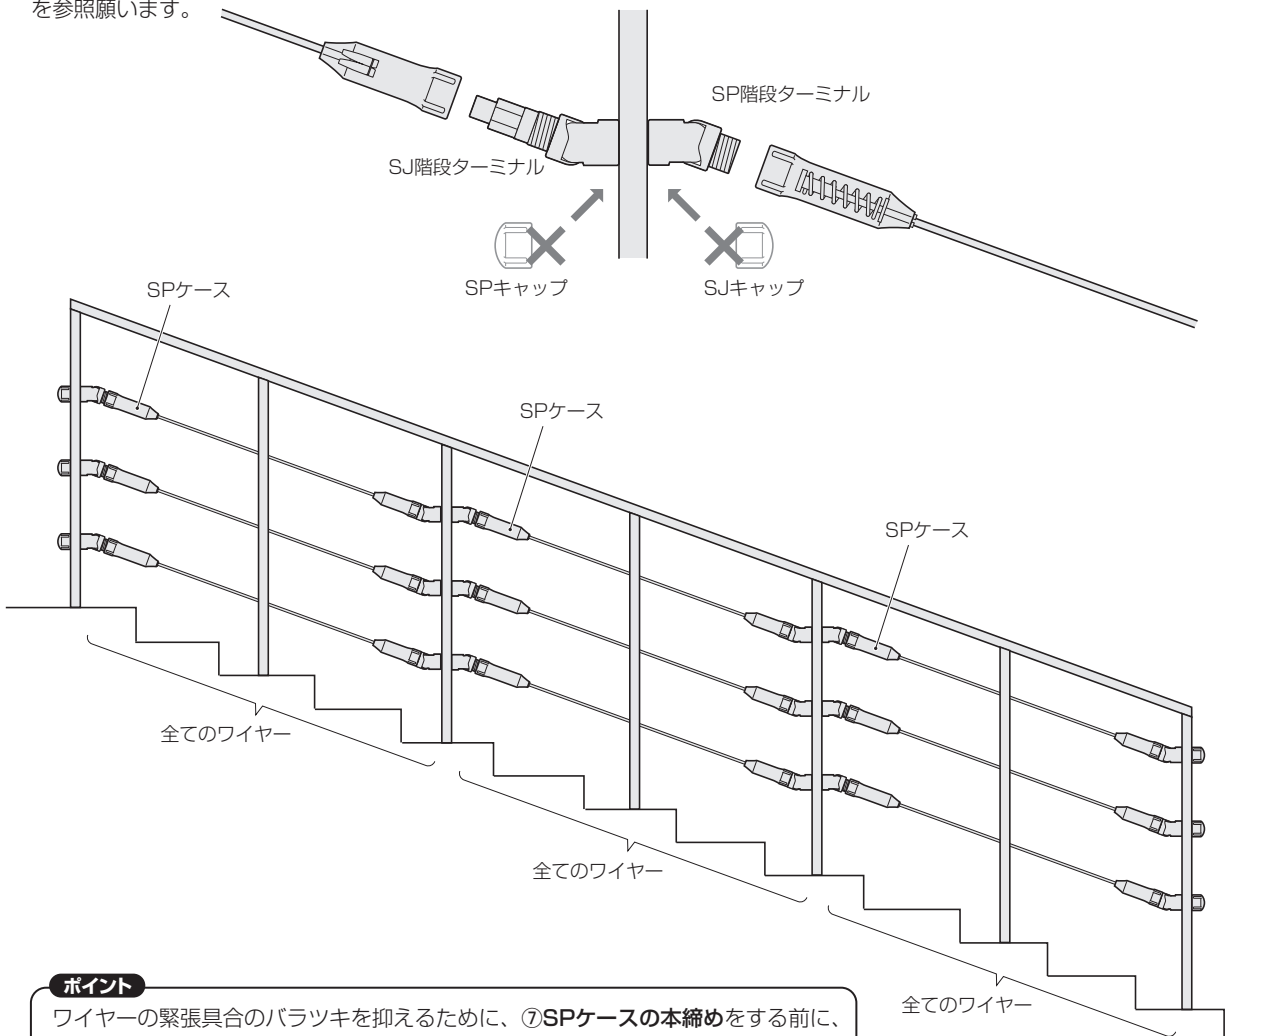 を参照願います。
SP階段ターミナル
SJ階段ターミナル
SPキャップ
SJキャップ
SPケース
SPケース
SPケース
全てのワイヤー
全てのワイヤー
全てのワイヤー
ポイント
ワイヤーの緊張具合のバラツキを抑えるために、⑦SPケースの本締めをする前に、